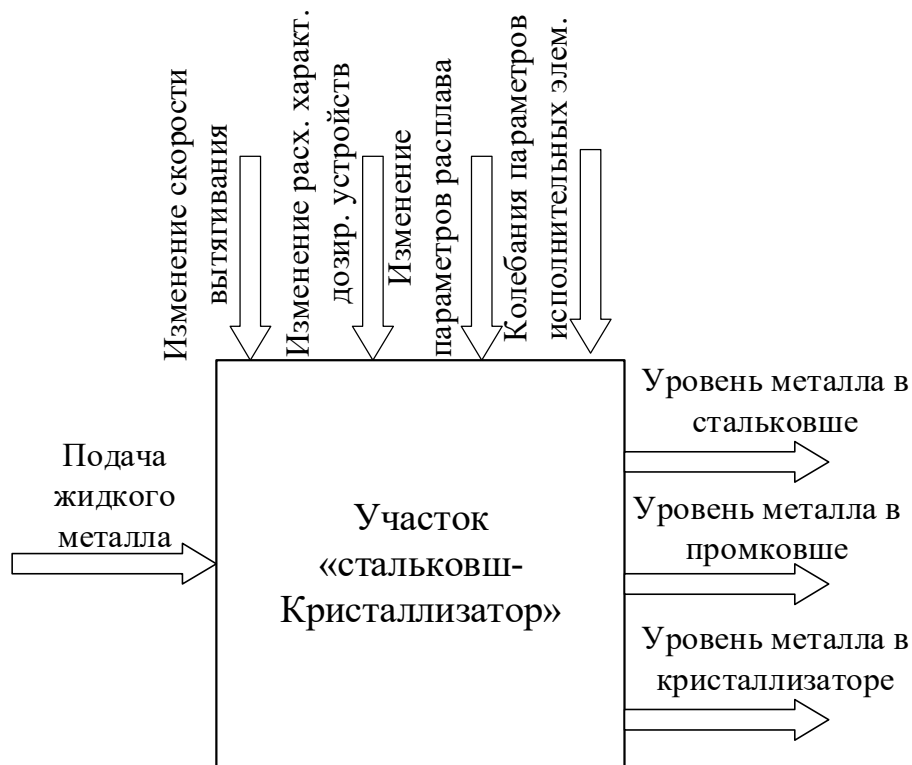 Изменение скорости
вытягивания
Изменение расх. характ.
дозир. устройств
Изменение
параметров расплава
Колебания параметров
исполнительных элем.
Подача
жидкого
металла
Участок
«стальковш-
Кристаллизатор»
Уровень металла в
стальковше
Уровень металла в
промковше
Уровень металла в
кристаллизаторе